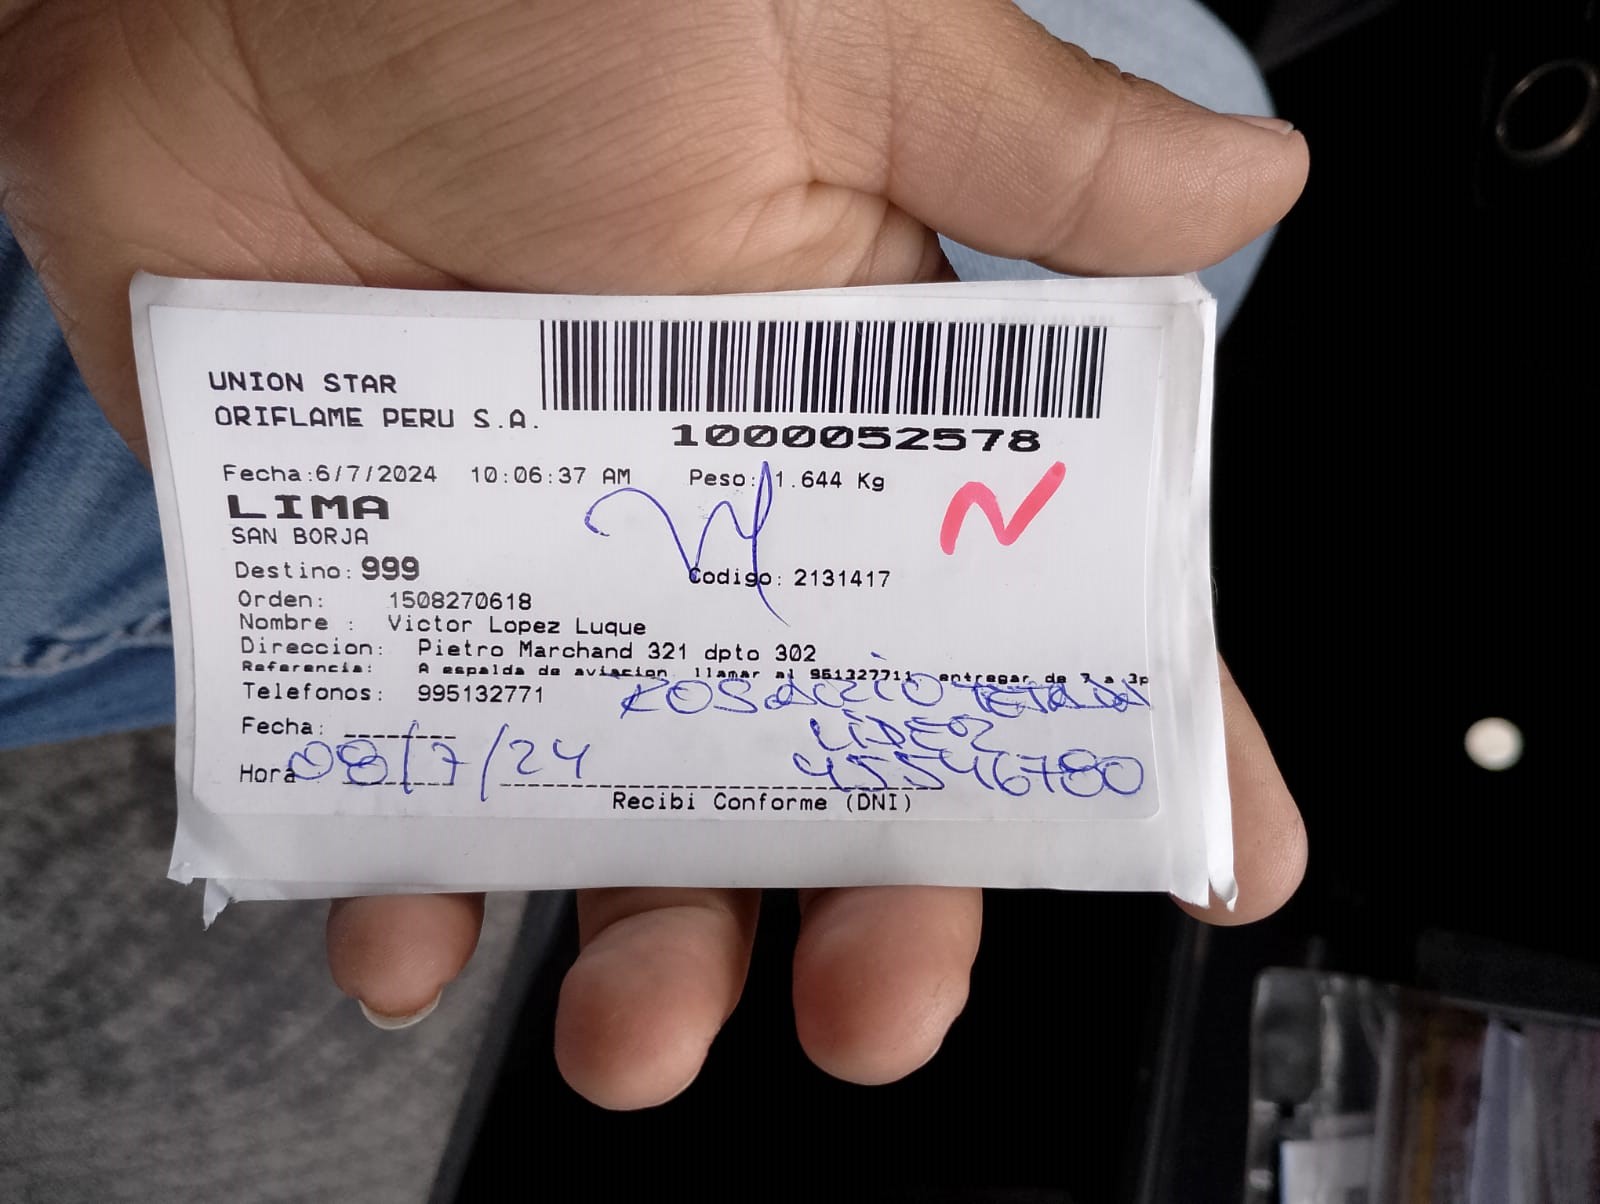 UNION STAR
ORIFLAME PERU S.A.
1000052578
Fecha:6/7/2024 10:06:37 AM Peso: 1.644 Kg
LIMA
N
SAN BORJA
Destino: 999
Codigo: 2131417
Orden: 1508270618
Nombre : Victor Lopez Luque
Direccion: Pietro Marchand 321 dpto 302
Referencia: A espalda de aviacion. llamar al 951327711, entregar de 7 a 3p
Telefonos: 995132771
ROSARIO
Fecha:
LIDER
Hora 08/7/24 45546780
Recibi Conforme (DNI)